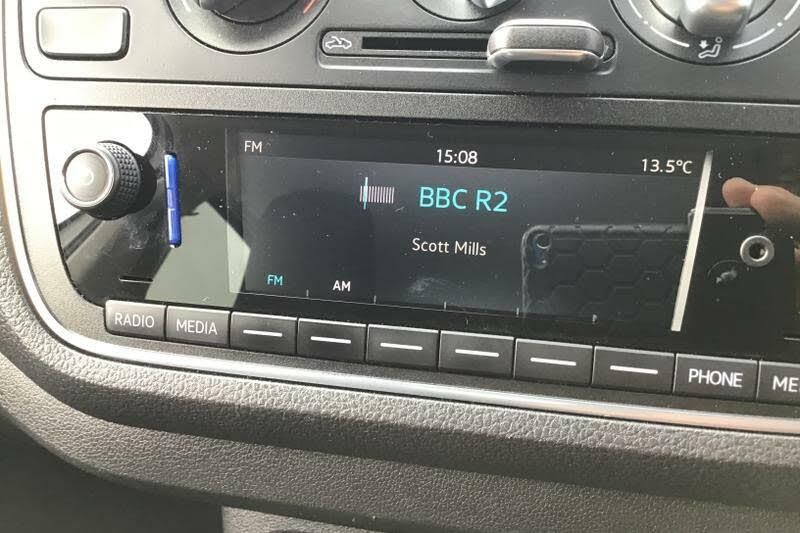 FM 15:08 13.5°C
BBC R2
Scott Mills
FM AM
RADIO MEDIA PHONE